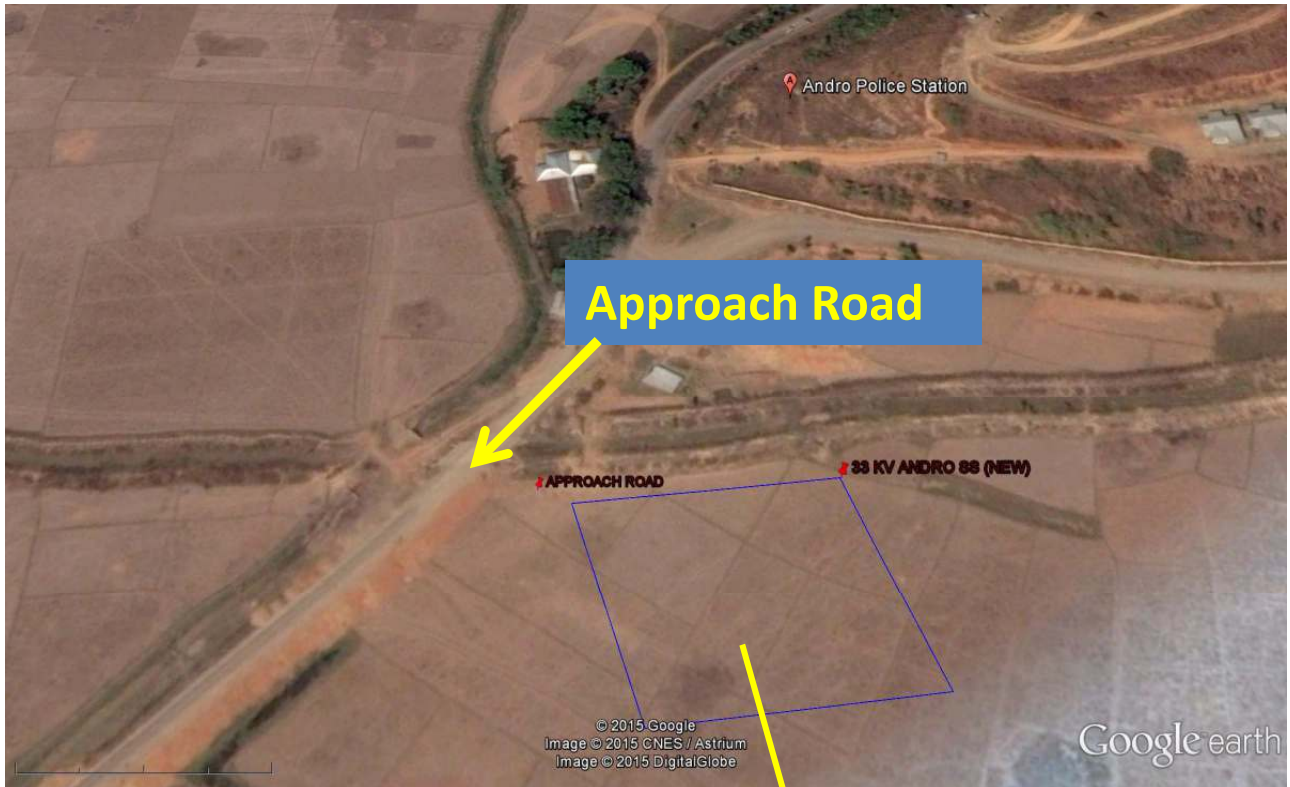 A Andro Police Station
Approach Road
33 KV ANDRO SS (NEW)
APPROACH ROAD
© 2015 Google
Image © 2015 CNES / Astrium
Image © 2015 DigitalGlobe
Google earth